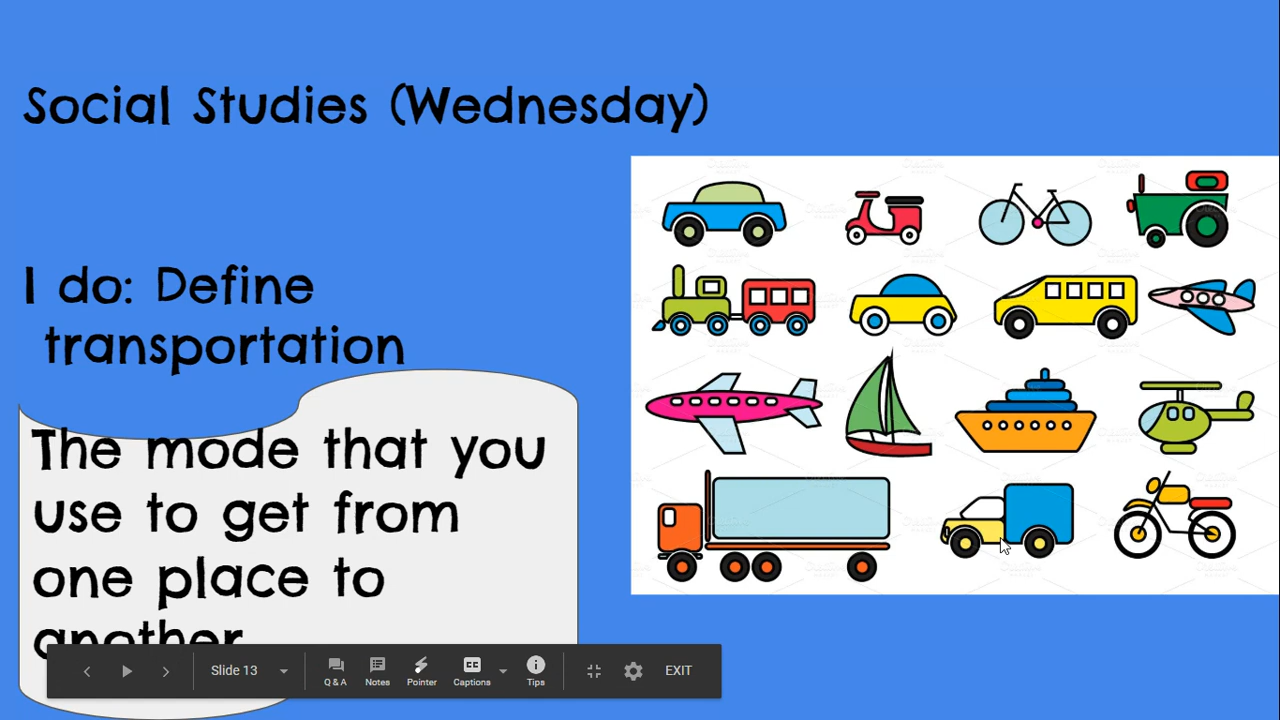 Social Studies (Wednesday)
I do: Define
transportation
The mode that you
use to get from
one place to
another
Slide 13
Q & A
Notes
Pointer
CC
Captions
Tips
EXIT